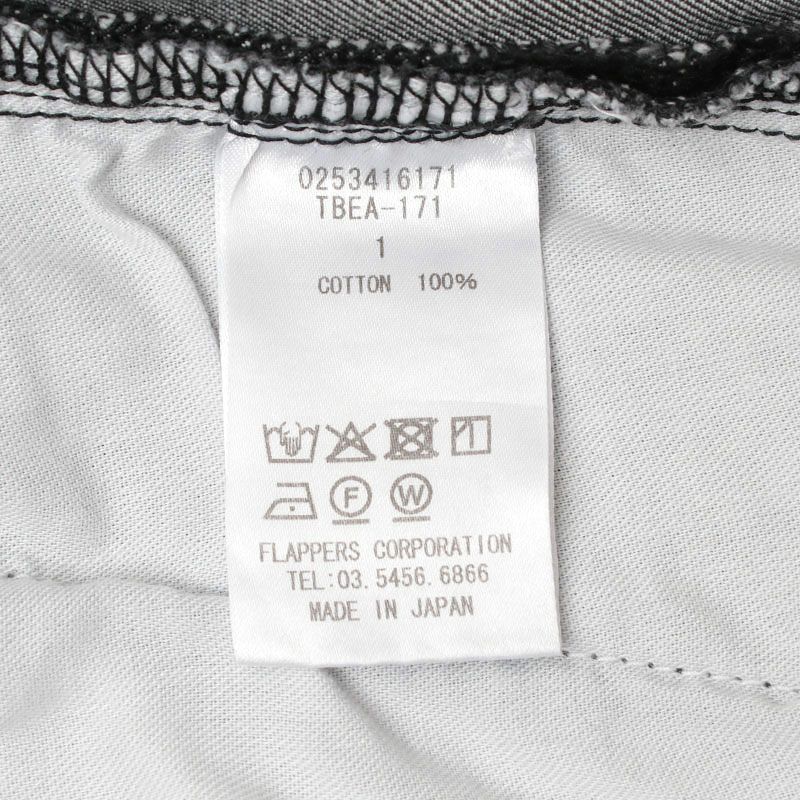 0253416171
TBEA-171
1
COTTON 100%
F W
FLAPPERS CORPORATION
TEL:03.5456.6866
MADE IN JAPAN